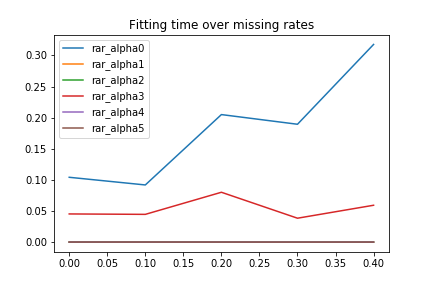 Fitting time over missing rates
rar_alpha0
rar_alpha1
rar_alpha2
rar_alpha3
rar_alpha4
rar_alpha5
0.30
0.25
0.20
0.15
0.10
0.05
0.00
0.00 0.05 0.10 0.15 0.20 0.25 0.30 0.35 0.40